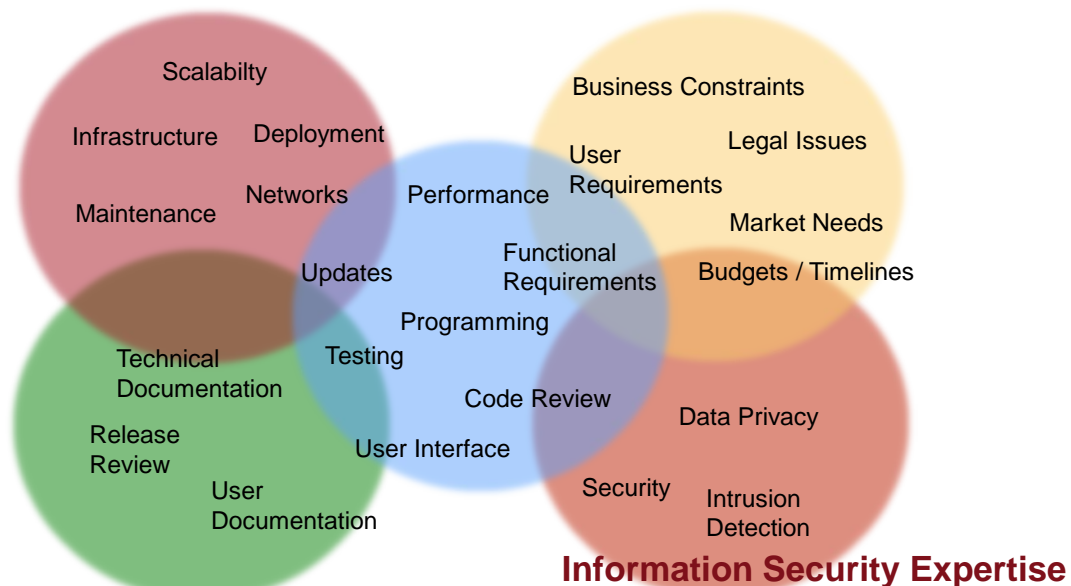 Scalabilty
Business Constraints
Infrastructure
Deployment
Legal Issues
User
Requirements
Networks
Performance
Maintenance
Market Needs
Functional
Requirements
Updates
Budgets / Timelines
Programming
Technical
Documentation
Testing
Code Review
Data Privacy
Release
Review
User Interface
User
Documentation
Security
Intrusion
Detection
Information Security Expertise